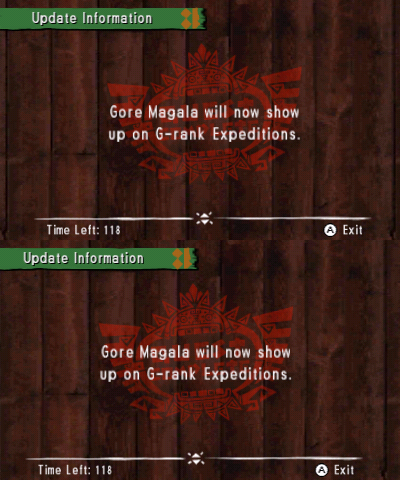 Update Information
Gore Magala will now show
up on G-rank Expeditions.
Time Left: 118
A Exit
Update Information
Gore Magala will now show
up on G-rank Expeditions.
Time Left: 118
A Exit